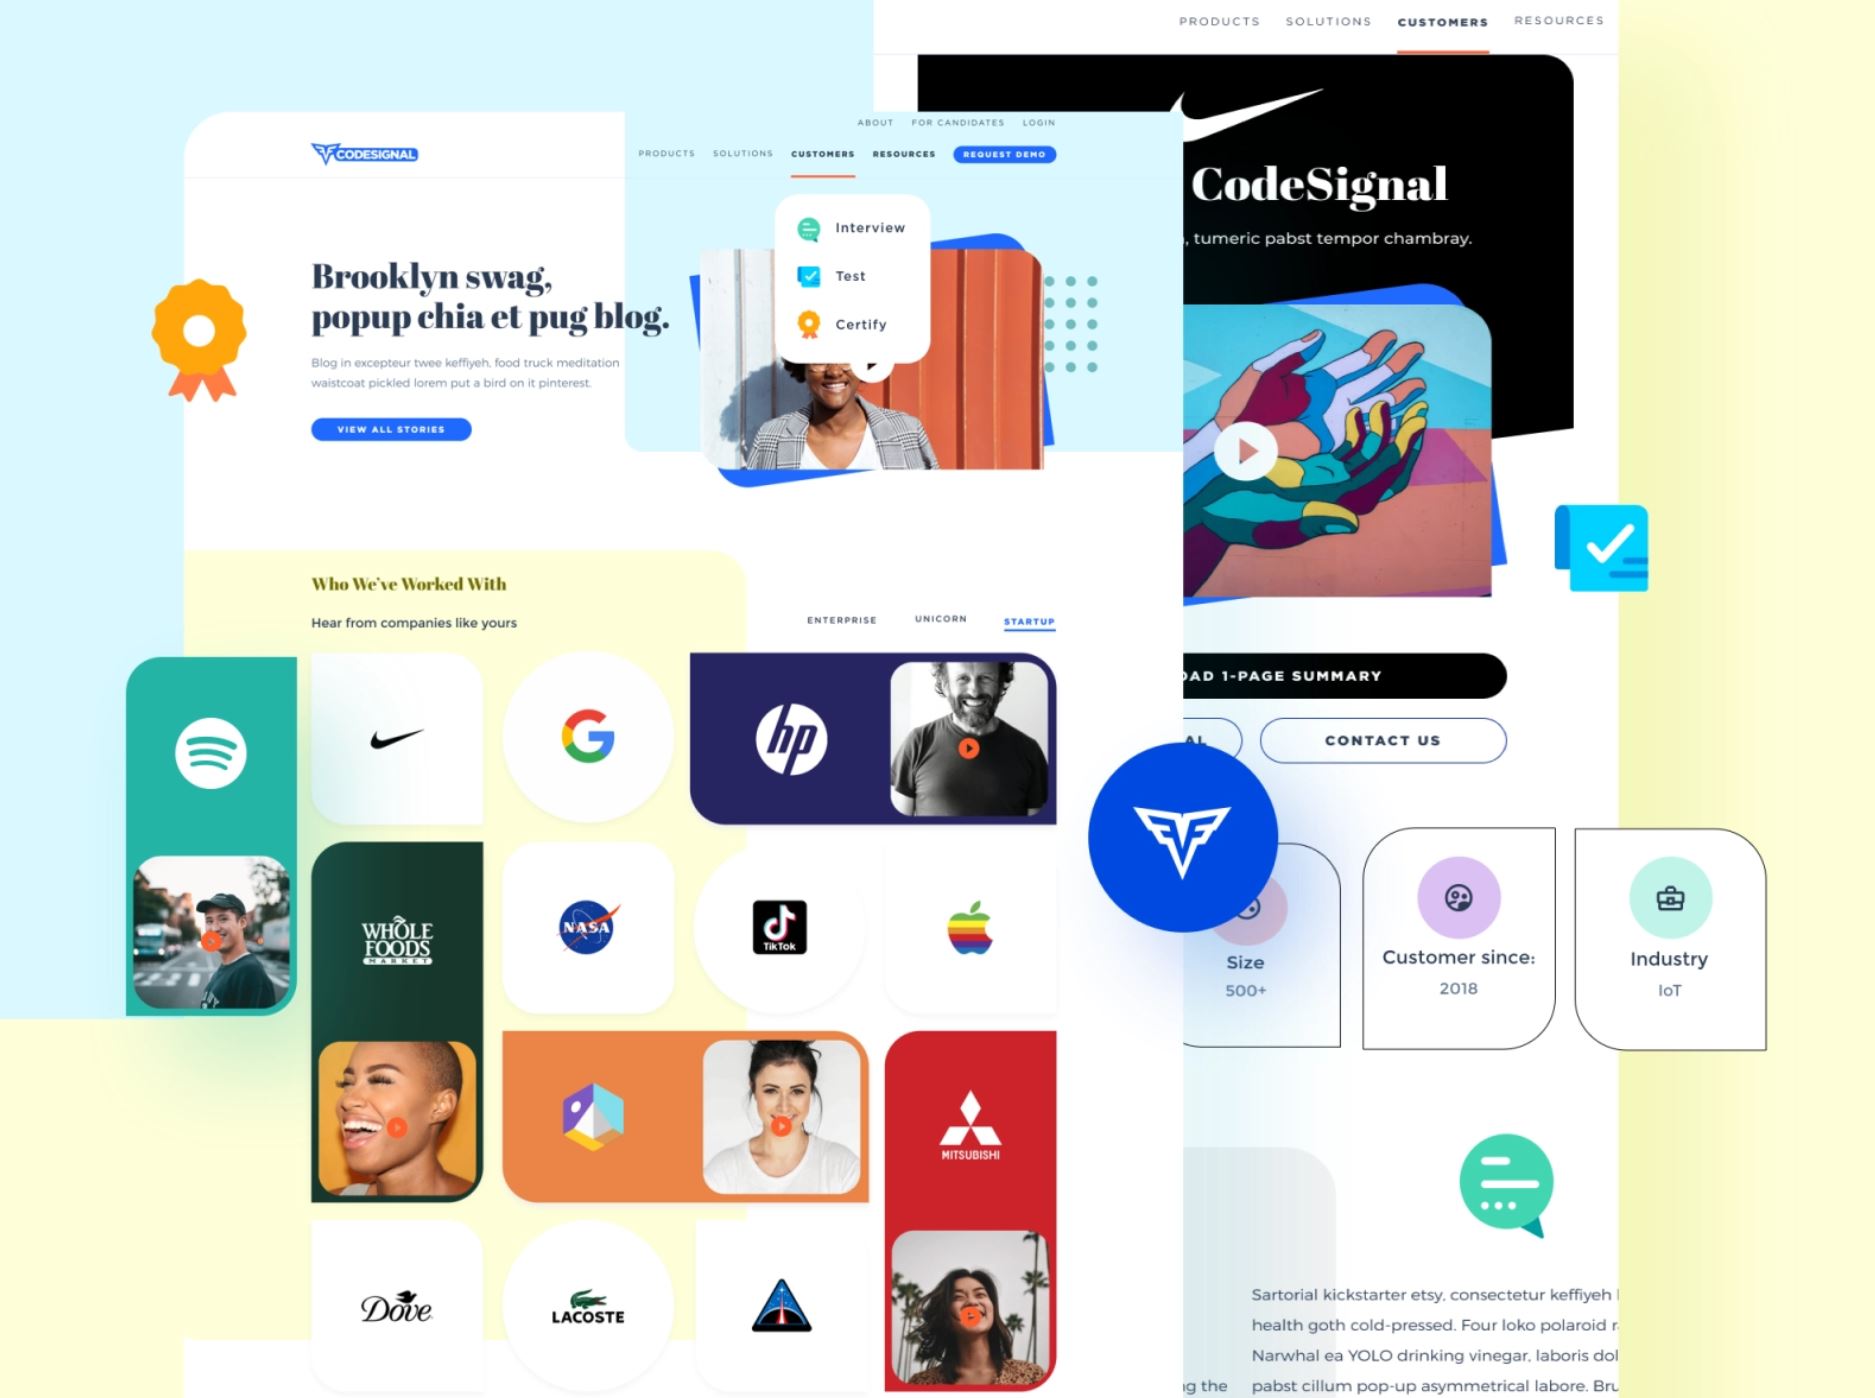 PRODUCTS SOLUTIONS CUSTOMERS RESOURCES
ABOUT FOR CANDIDATES LOGIN
CODESIGNAL
PRODUCTS SOLUTIONS CUSTOMERS RESOURCES REQUEST DEMO
Interview
Test
Certify
Brooklyn swag,
popup chia et pug blog.
Blog in excepteur twee keffiyeh, food truck meditation
waistcoat pickled lorem put a bird on it pinterest.
VIEW ALL STORIES
CodeSignal
, tumeric pabst tempor chambray.
Who We've Worked With
Hear from companies like yours
ENTERPRISE UNICORN STARTUP
hp
WHOLE
FOODS
MARKET
NASA
TikTok
MITSUBISHI
Dove
LACOSTE
OAD 1-PAGE SUMMARY
AL
CONTACT US
Size
500+
Customer since:
2018
Industry
IoT
Sartorial kickstarter etsy, consectetur keffiyeh
health goth cold-pressed. Four loko polaroid
Narwhal ea YOLO drinking vinegar, laboris dol
the pabst cillum pop-up asymmetrical labore. Bru